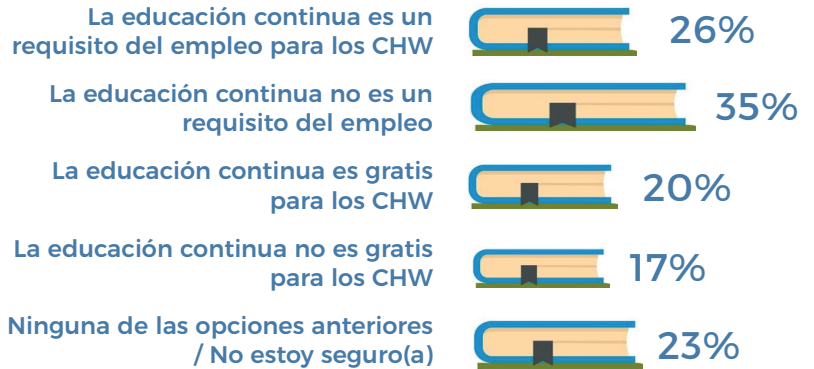 La educación continua es un
requisito del empleo para los CHW
26%
La educación continua no es un
requisito del empleo
35%
La educación continua es gratis
para los CHW
20%
La educación continua no es gratis
para los CHW
17%
Ninguna de las opciones anteriores
/ No estoy seguro(a)
23%